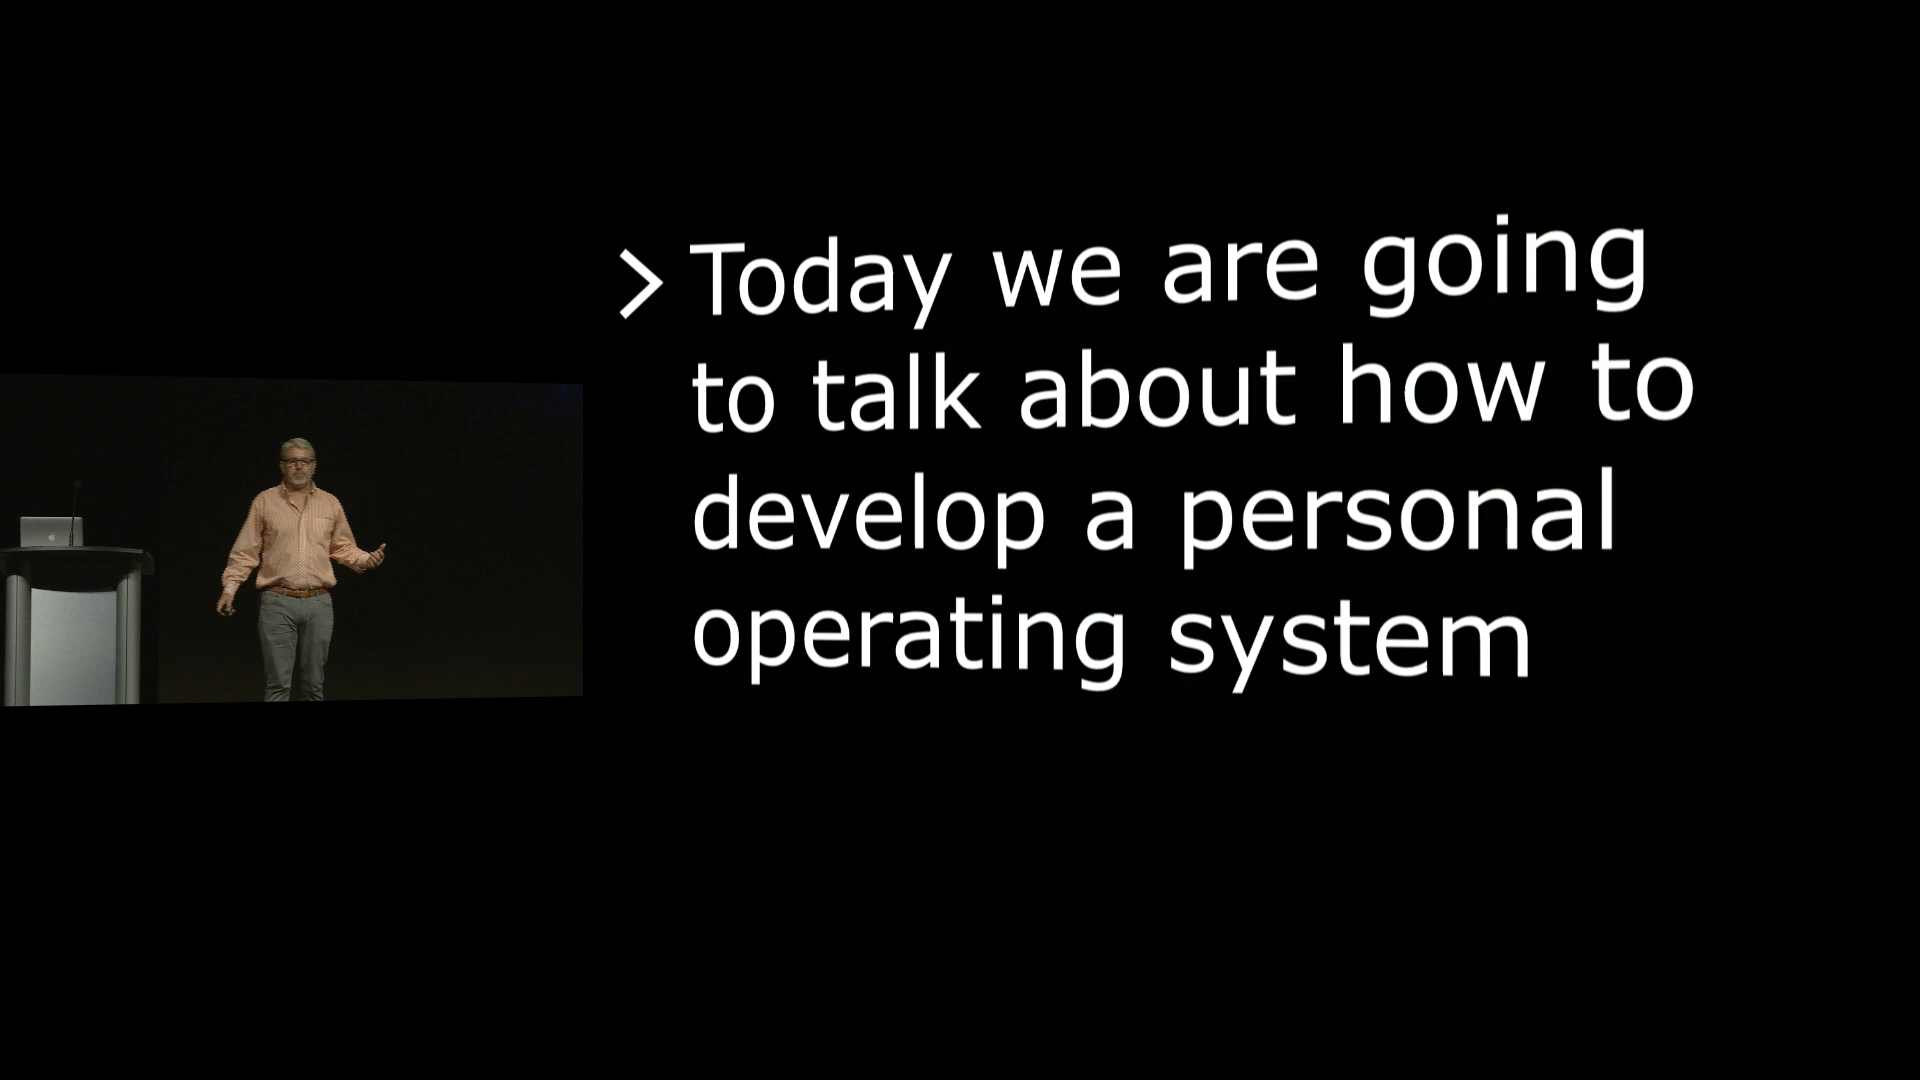 > Today we are going
to talk about how to
develop a personal
operating system